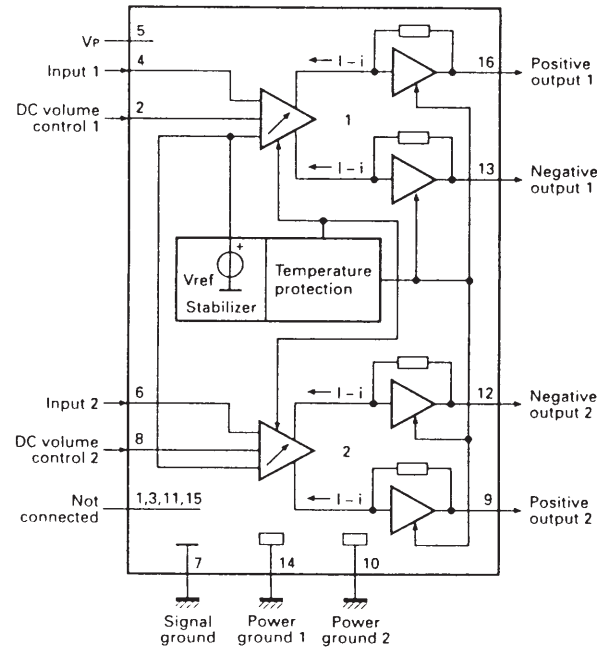 VP
5
Input 1
4
DC volume
control 1
2
I – i
16
Positive
output 1
1
I – i
13
Negative
output 1
+
Vref
Stabilizer
Temperature
protection
Input 2
6
I – i
12
Negative
output 2
DC volume
control 2
8
2
I – i
9
Positive
output 2
Not
connected
1,3,11,15
7
14
10
Signal
ground
Power
ground 1
Power
ground 2